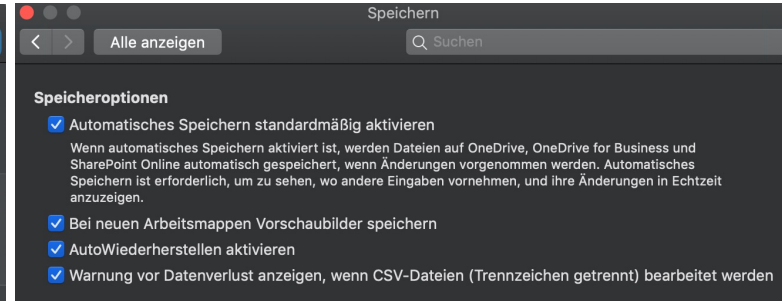 Speichern
Alle anzeigen
Suchen
Speicheroptionen
Automatisches Speichern standardmäßig aktivieren
Wenn automatisches Speichern aktiviert ist, werden Dateien auf OneDrive, OneDrive for Business und
SharePoint Online automatisch gespeichert, wenn Änderungen vorgenommen werden. Automatisches
Speichern ist erforderlich, um zu sehen, wo andere Eingaben vornehmen, und ihre Änderungen in Echtzeit
anzuzeigen.
Bei neuen Arbeitsmappen Vorschaubilder speichern
AutoWiederherstellen aktivieren
Warnung vor Datenverlust anzeigen, wenn CSV-Dateien (Trennzeichen getrennt) bearbeitet werden